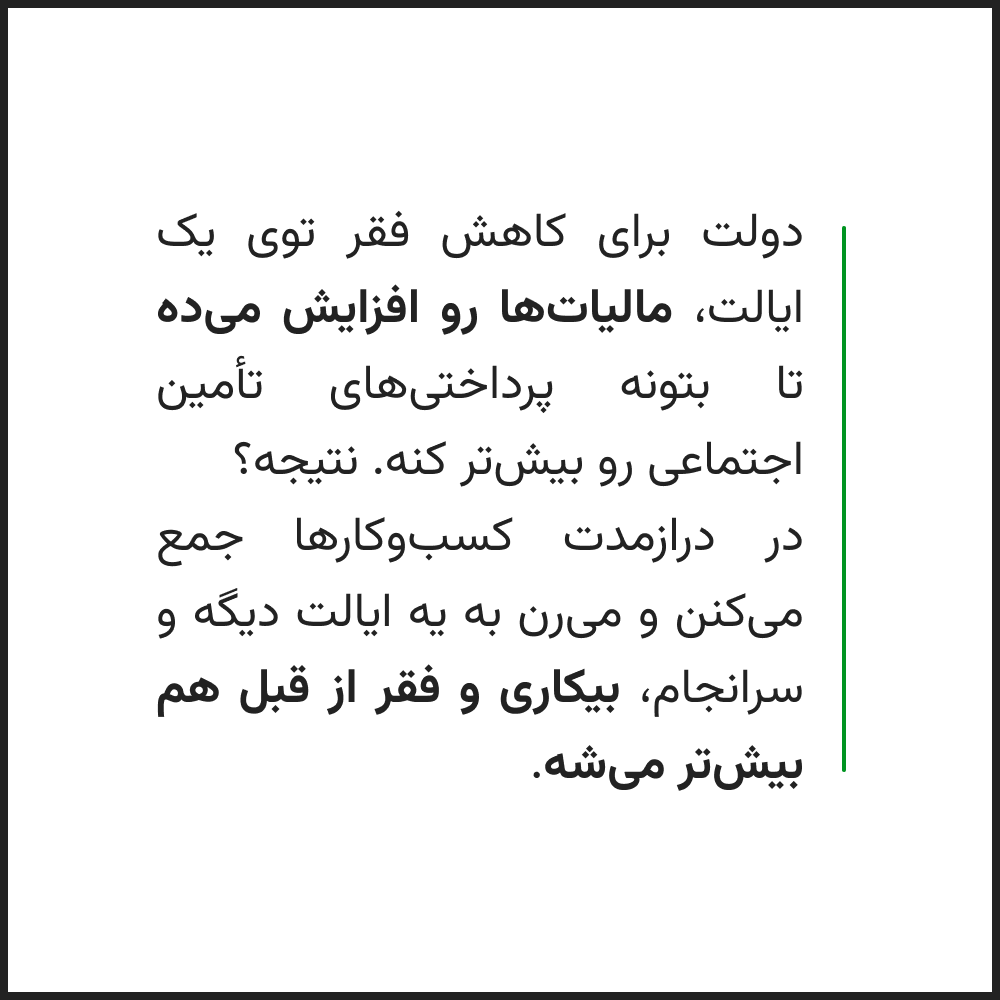 دولت برای کاهش فقر توی یک
ایالت، مالیات‌ها رو افزایش می‌ده
تا بتونه پرداختی‌های تأمین
اجتماعی رو بیش‌تر کنه. نتیجه؟
در درازمدت کسب‌وکارها جمع
می‌کنن و می‌رن به یه ایالت دیگه و
سرانجام، بیکاری و فقر از قبل هم
بیش‌تر می‌شه.